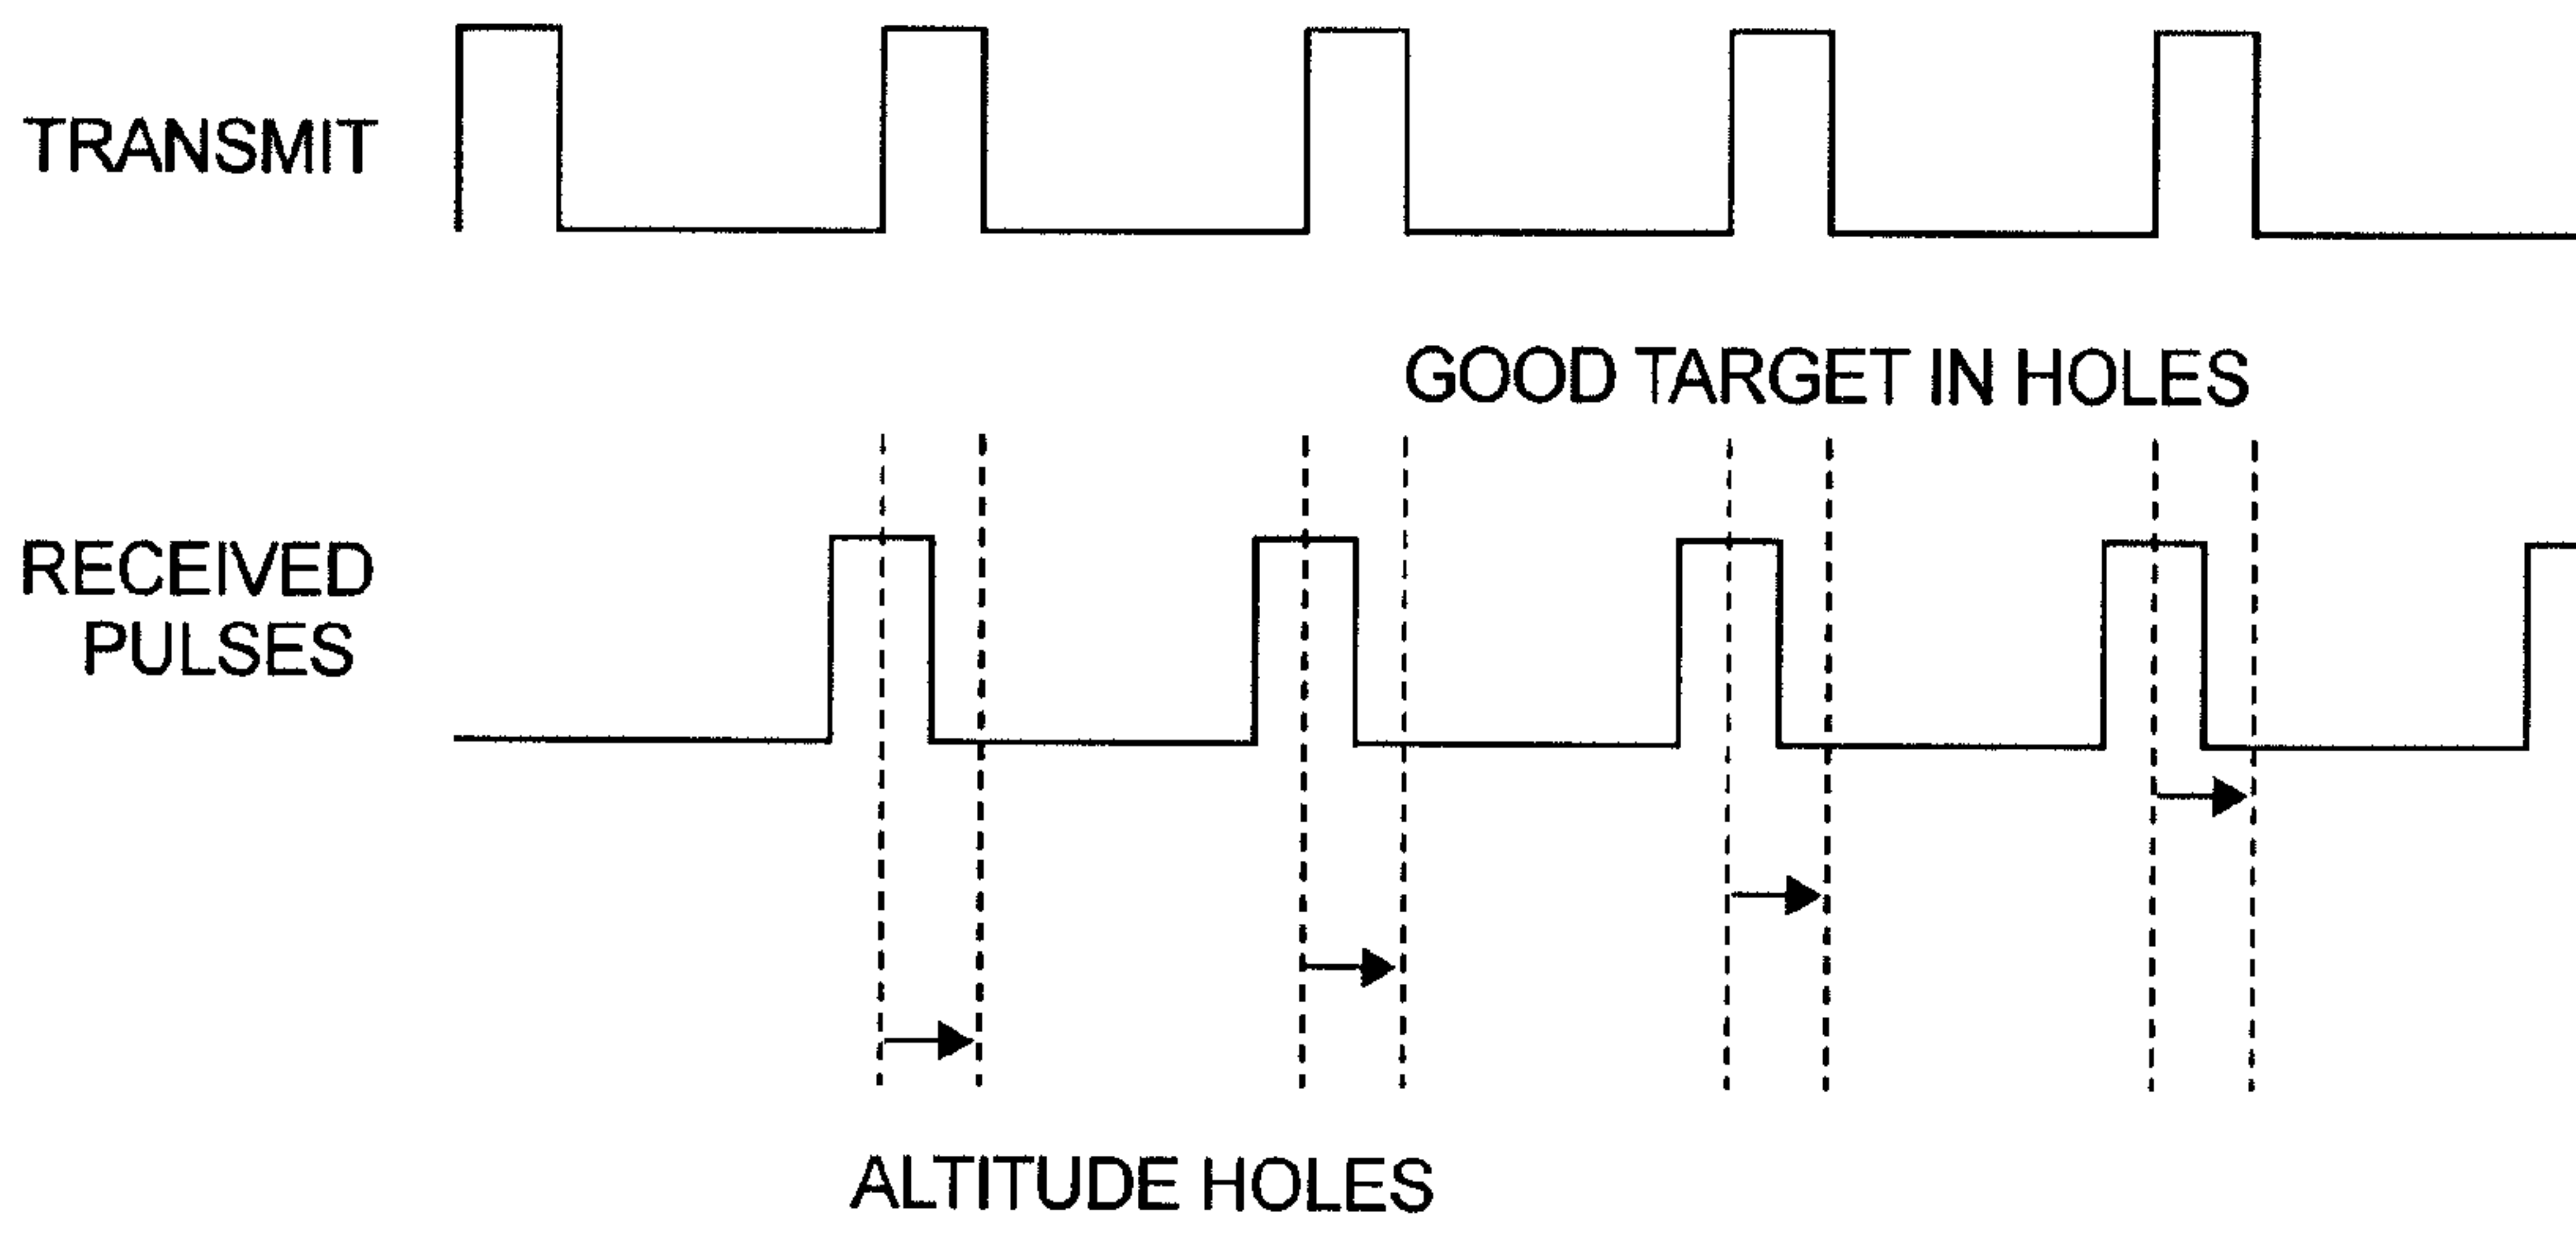 TRANSMIT
GOOD TARGET IN HOLES
RECEIVED
PULSES
ALTITUDE HOLES